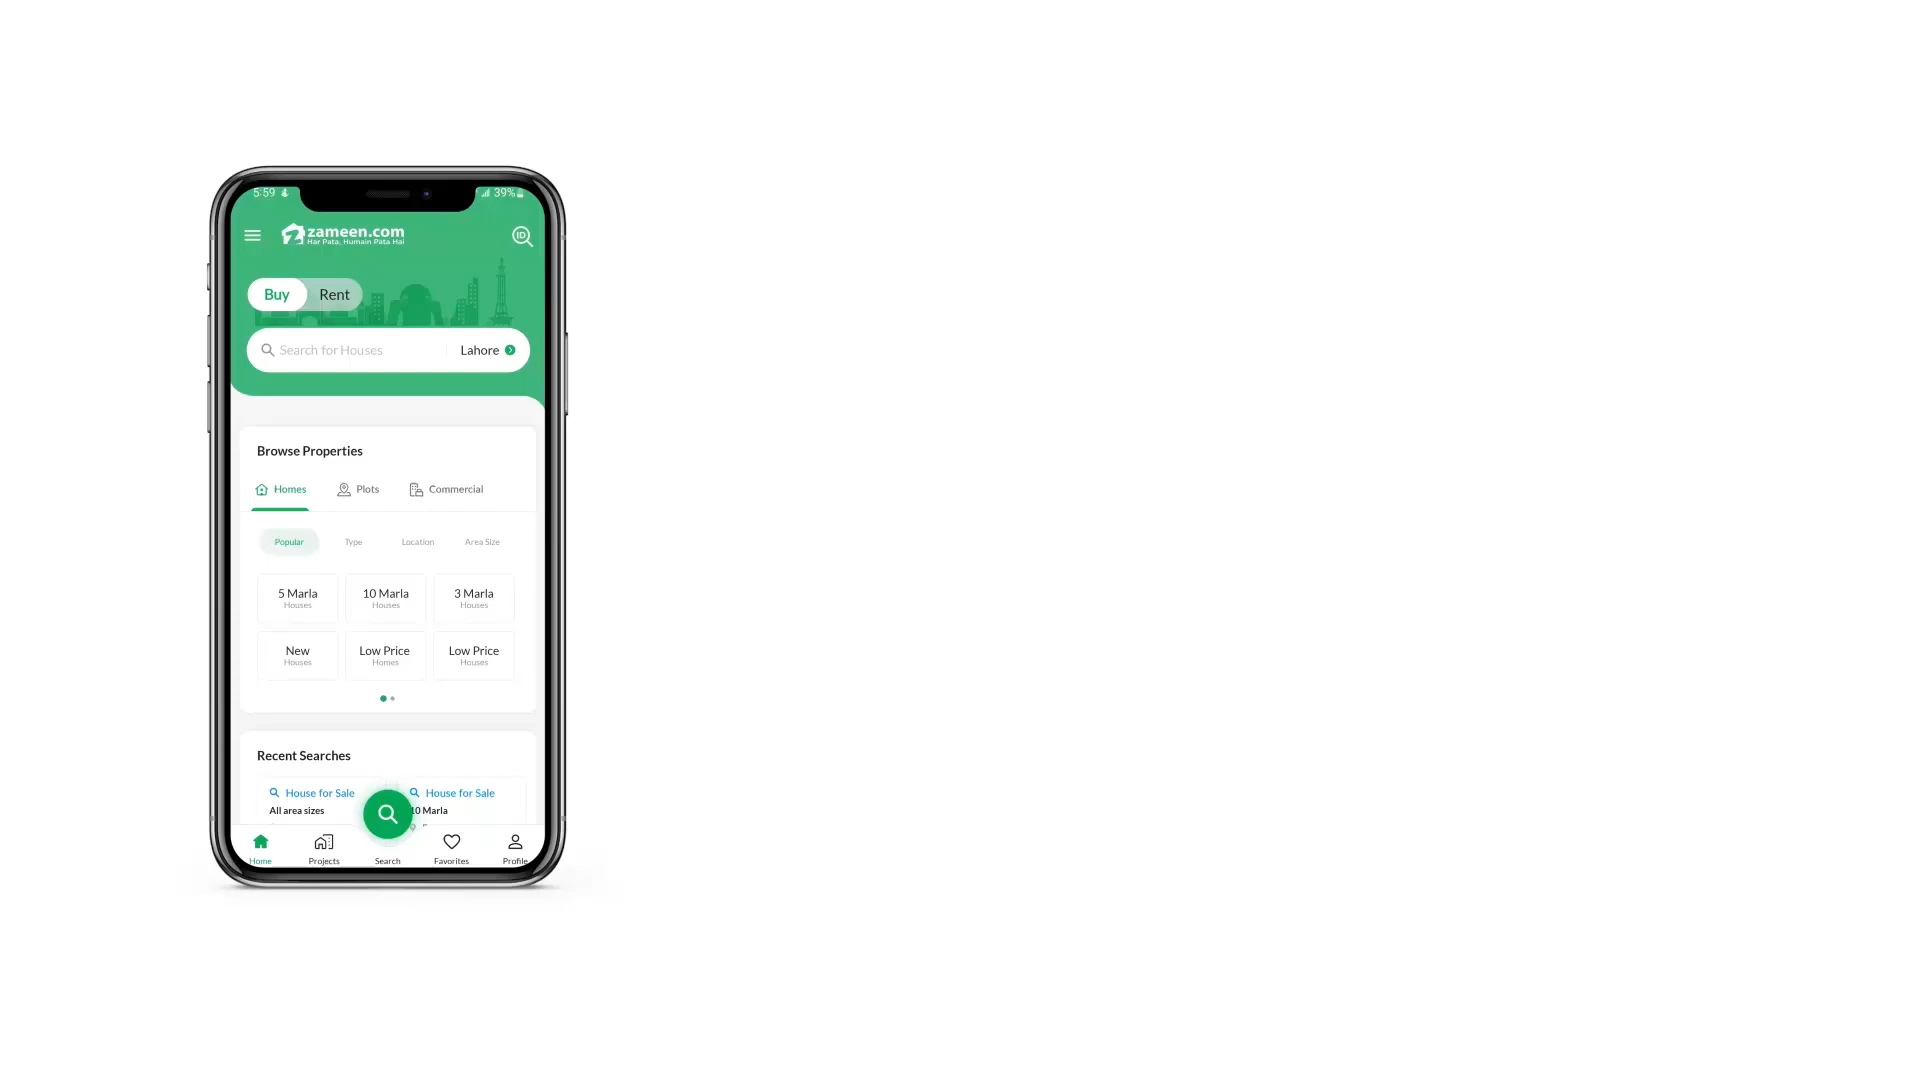 5:59 39%
zameen.com
Har Pata, Humain Pata Hai
ID
Buy Rent
Search for Houses Lahore
Browse Properties
Homes Plots Commercial
Popular Type Location Area Size
5 Marla 10 Marla 3 Marla
Houses Houses Houses
New Low Price Low Price
Houses Homes Houses
Recent Searches
House for Sale House for Sale
All area sizes 10 Marla
Home Projects Search Favorites Profile